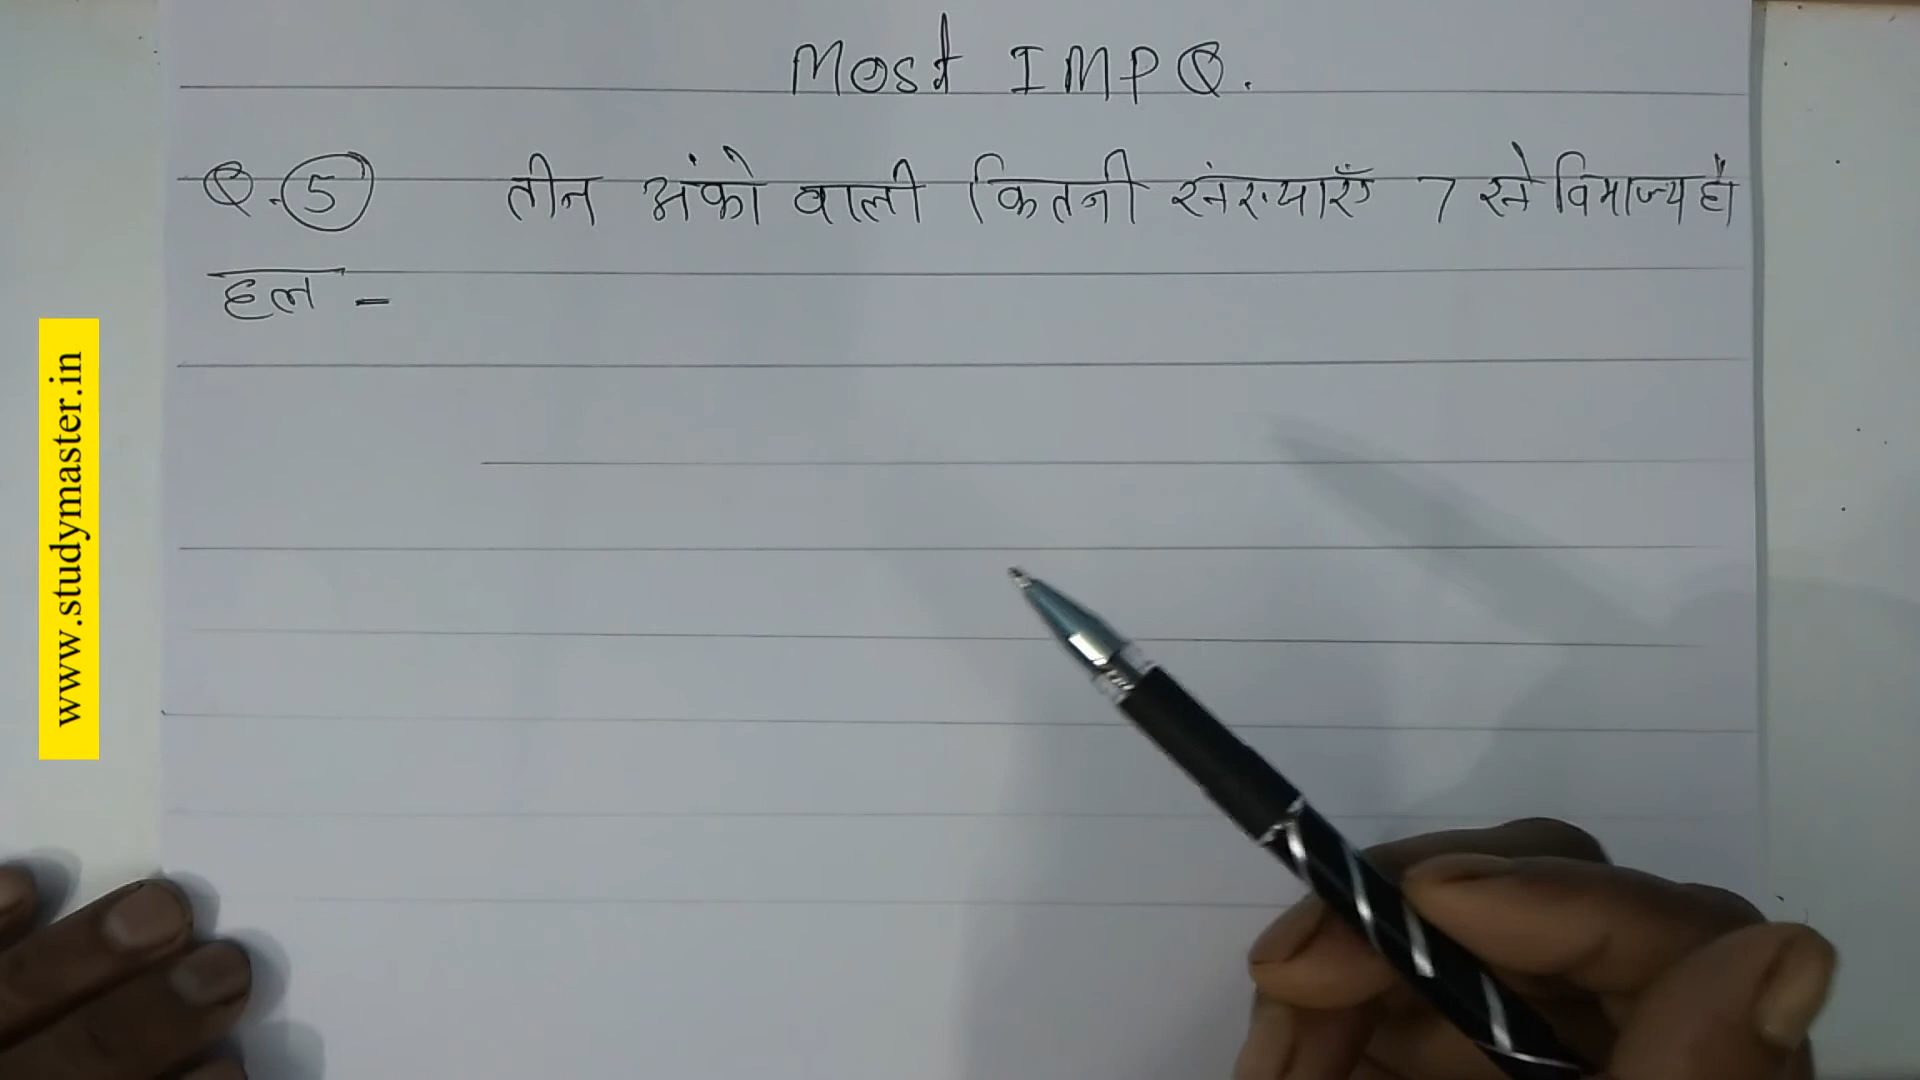 Most IMP Q.
Q.5 तीन अंको वाली कितनी संख्याएँ 7 से विभाज्य है।
हल -
www.studymaster.in